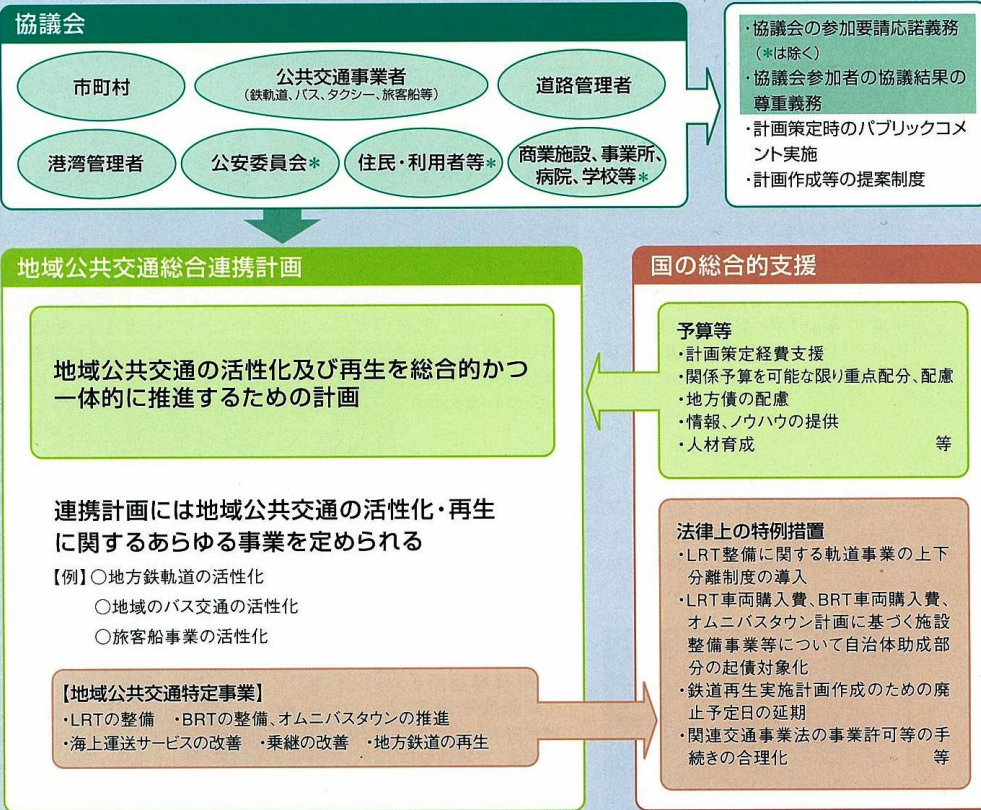 協議会
市町村
公共交通事業者
(鉄軌道、バス、タクシー、旅客船等)
道路管理者
港湾管理者
公安委員会*
住民・利用者等*
商業施設、事業所、
病院、学校等*
・協議会の参加要請応諾義務
(*は除く)
・協議会参加者の協議結果の
尊重義務
・計画策定時のパブリックコメ
ント実施
・計画作成等の提案制度
地域公共交通総合連携計画
地域公共交通の活性化及び再生を総合的かつ
一体的に推進するための計画
連携計画には地域公共交通の活性化・再生
に関するあらゆる事業を定められる
【例】○地方鉄軌道の活性化
○地域のバス交通の活性化
○旅客船事業の活性化
【地域公共交通特定事業】
・LRTの整備 ・BRTの整備、オムニバスタウンの推進
・海上運送サービスの改善 ・乗継の改善 ・地方鉄道の再生
国の総合的支援
予算等
・計画策定経費支援
・関係予算を可能な限り重点配分、配慮
・地方債の配慮
・情報、ノウハウの提供
・人材育成 等
法律上の特例措置
・LRT整備に関する軌道事業の上下
分離制度の導入
・LRT車両購入費、BRT車両購入費、
オムニバスタウン計画に基づく施設
整備事業等について自治体助成部
分の起債対象化
・鉄道再生実施計画作成のための廃
止予定日の延期
・関連交通事業法の事業許可等の手
続きの合理化 等